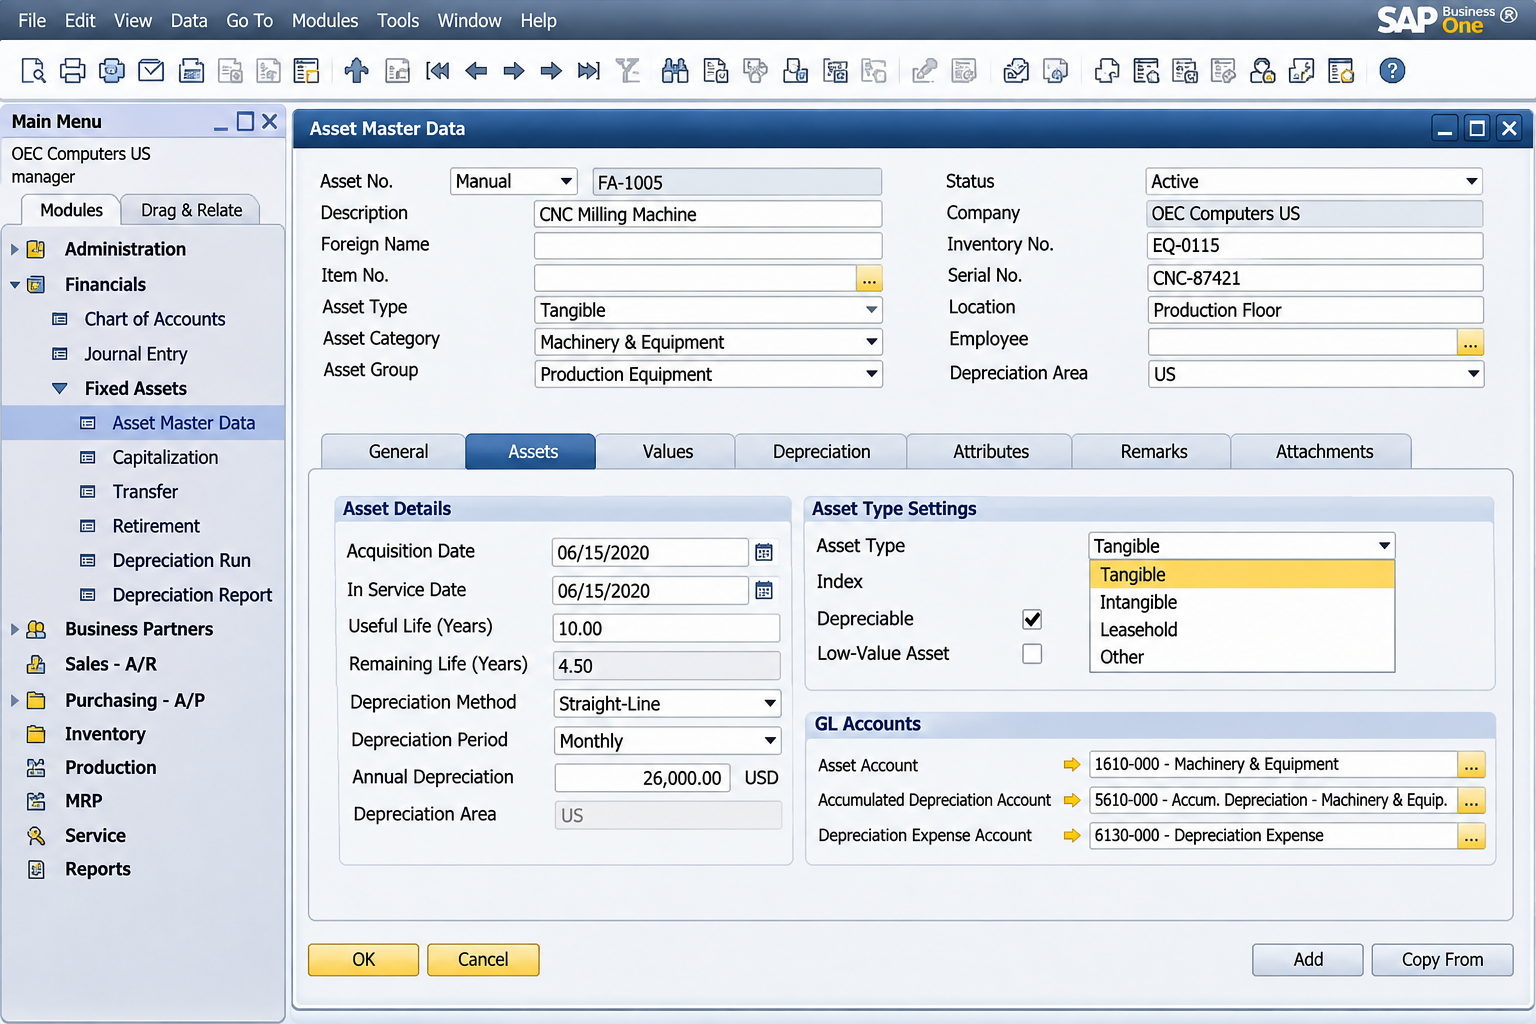 File Edit View Data Go To Modules Tools Window Help
SAP Business One ®
?
Main Menu
OEC Computers US
manager
Modules Drag & Relate
Administration
Financials
Chart of Accounts
Journal Entry
Fixed Assets
Asset Master Data
Capitalization
Transfer
Retirement
Depreciation Run
Depreciation Report
Business Partners
Sales - A/R
Purchasing - A/P
Inventory
Production
MRP
Service
Reports
Asset Master Data
Asset No. Manual FA-1005
Description CNC Milling Machine
Foreign Name
Item No. ...
Asset Type Tangible
Asset Category Machinery & Equipment
Asset Group Production Equipment
Status Active
Company OEC Computers US
Inventory No. EQ-0115
Serial No. CNC-87421
Location Production Floor
Employee ...
Depreciation Area US
General Assets Values Depreciation Attributes Remarks Attachments
Asset Details
Acquisition Date 06/15/2020
In Service Date 06/15/2020
Useful Life (Years) 10.00
Remaining Life (Years) 4.50
Depreciation Method Straight-Line
Depreciation Period Monthly
Annual Depreciation 26,000.00 USD
Depreciation Area US
Asset Type Settings
Asset Type Tangible
Index
Depreciable
Low-Value Asset
Tangible
Intangible
Leasehold
Other
GL Accounts
Asset Account 1610-000 - Machinery & Equipment ...
Accumulated Depreciation Account 5610-000 - Accum. Depreciation - Machinery & Equip. ...
Depreciation Expense Account 6130-000 - Depreciation Expense ...
OK Cancel Add Copy From